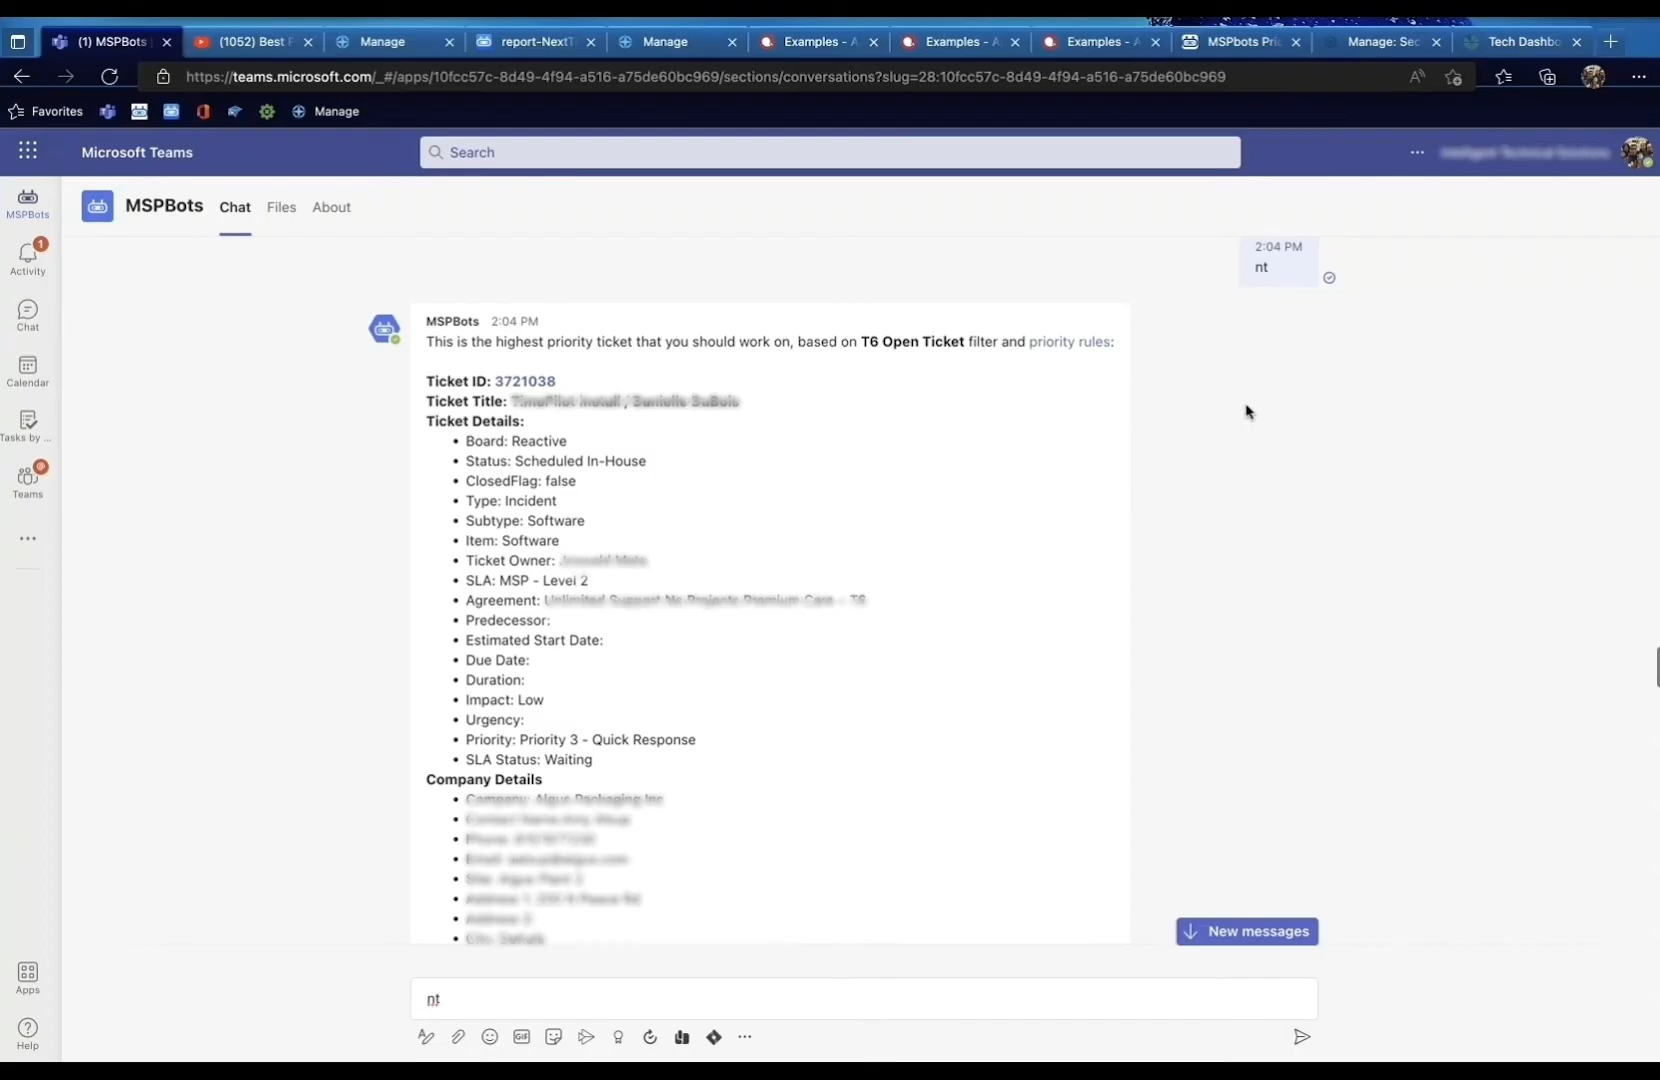 (1) MSPBots
(1052) Best F
Manage
report-NextTi
Manage
Examples - A
Examples - A
Examples - A
MSPbots Pric
Manage: Sec
Tech Dashbo
https://teams.microsoft.com/_#/apps/10fcc57c-8d49-4f94-a516-a75de60bc969/sections/conversations?slug=28:10fcc57c-8d49-4f94-a516-a75de60bc969
Favorites
Manage
Microsoft Teams
Search
MSPBots
Activity
1
Chat
Calendar
Tasks by ...
Teams
Apps
Help
MSPBots
Chat
Files
About
2:04 PM
nt
MSPBots 2:04 PM
This is the highest priority ticket that you should work on, based on T6 Open Ticket filter and priority rules:
Ticket ID: 3721038
Ticket Title:
Ticket Details:
• Board: Reactive
• Status: Scheduled In-House
• ClosedFlag: false
• Type: Incident
• Subtype: Software
• Item: Software
• Ticket Owner:
• SLA: MSP - Level 2
• Agreement:
• Predecessor:
• Estimated Start Date:
• Due Date:
• Duration:
• Impact: Low
• Urgency:
• Priority: Priority 3 - Quick Response
• SLA Status: Waiting
Company Details
New messages
nt
GIF